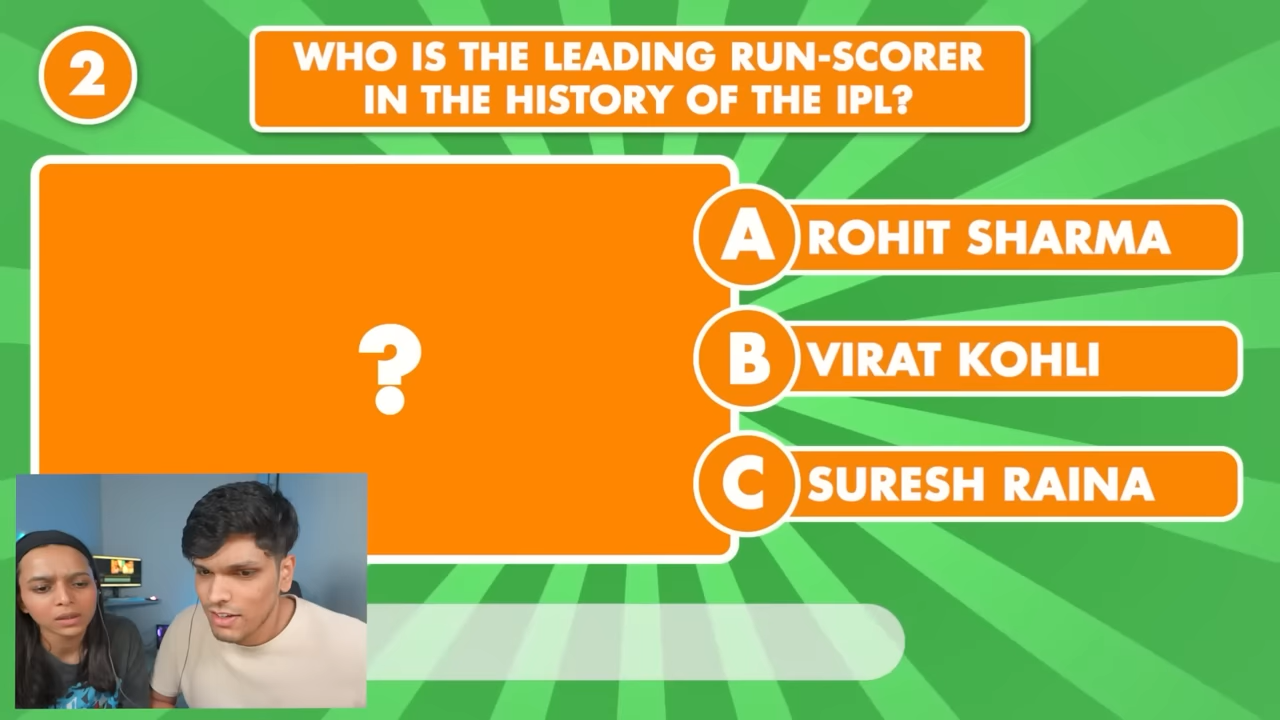 2
WHO IS THE LEADING RUN-SCORER
IN THE HISTORY OF THE IPL?
?
A ROHIT SHARMA
B VIRAT KOHLI
C SURESH RAINA